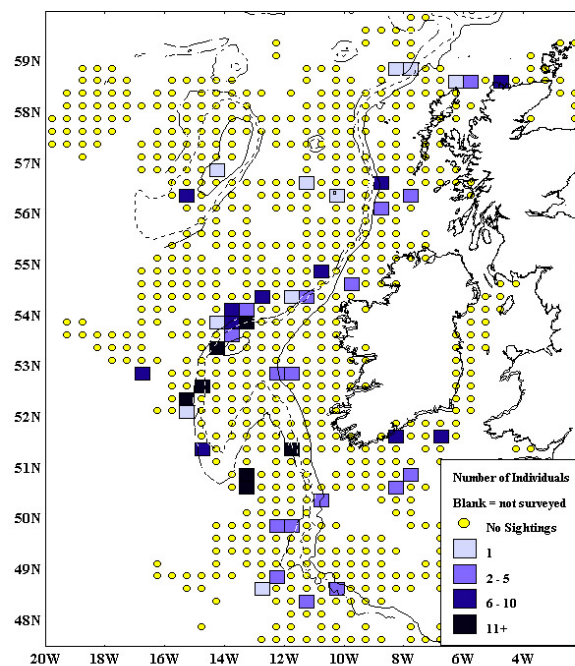 59N
58N
57N
56N
55N
54N
53N
52N
51N
50N
49N
48N
20W 18W 16W 14W 12W 10W 8W 6W 4W
Number of Individuals
Blank = not surveyed
No Sightings
1
2 - 5
6 - 10
11+